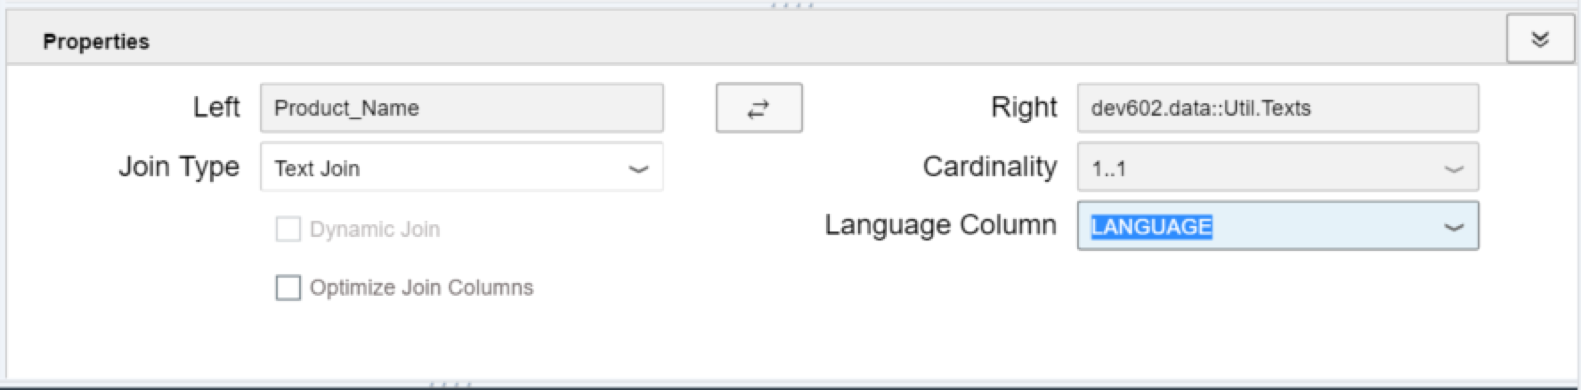 Properties
Left Product_Name Right dev602.data::Util.Texts
Join Type Text Join Cardinality 1..1
Dynamic Join Language Column LANGUAGE
Optimize Join Columns